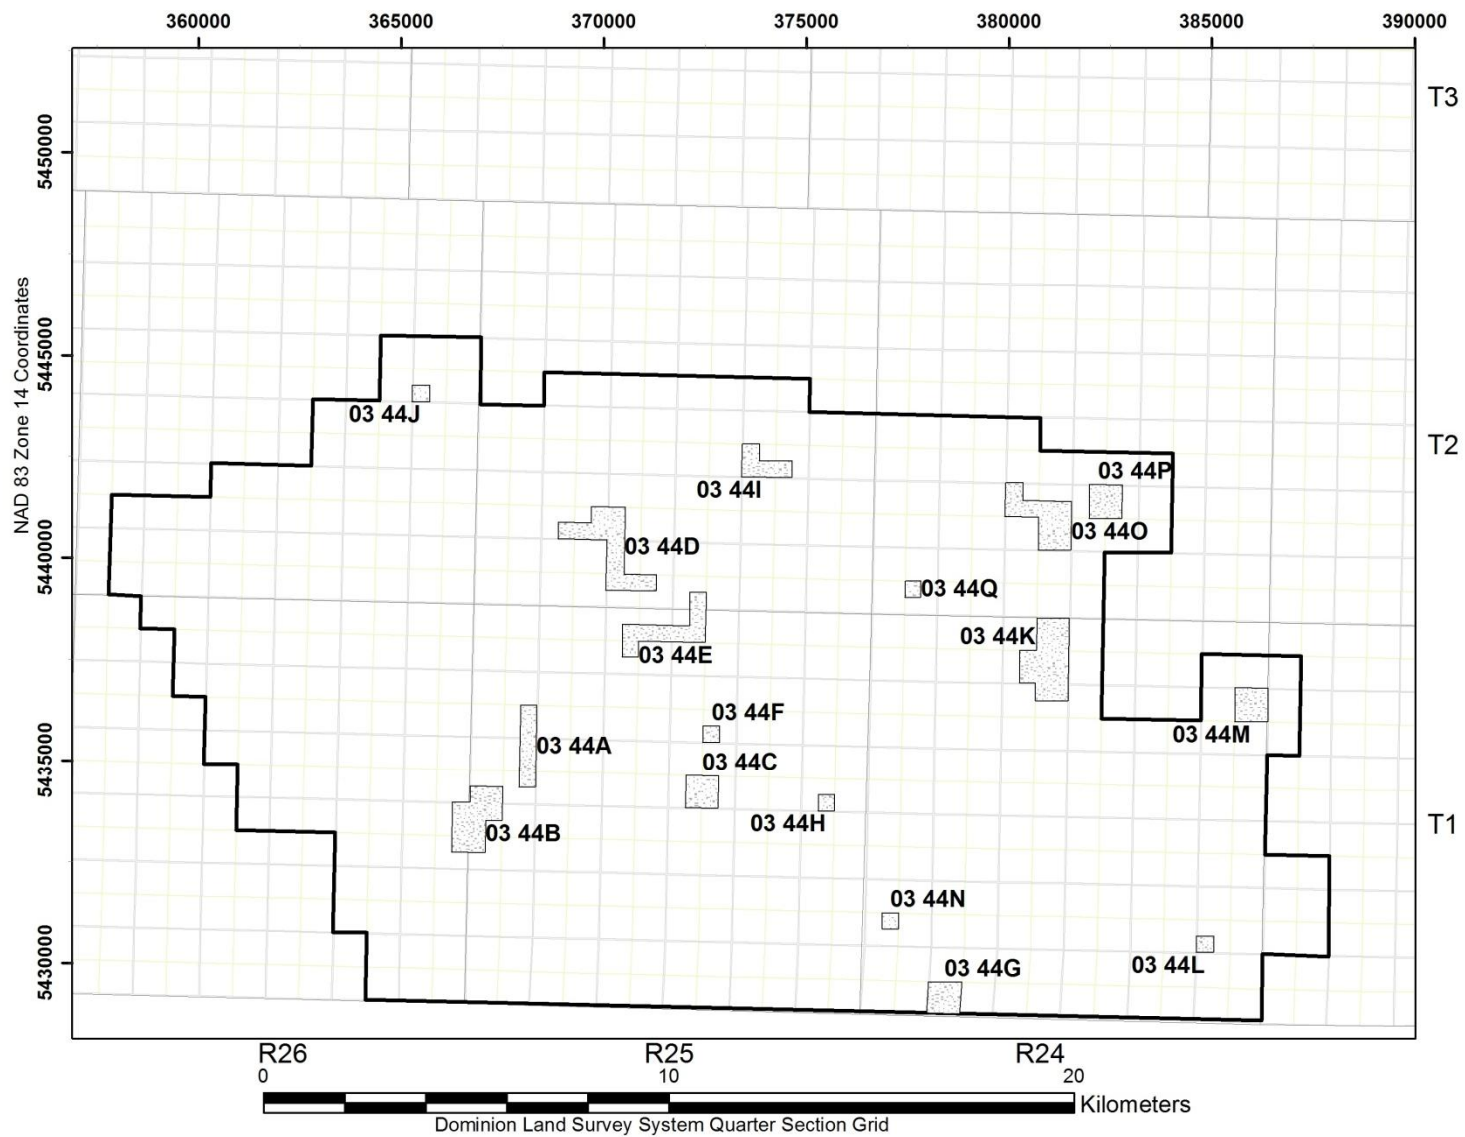 360000 365000 370000 375000 380000 385000 390000
T3
5450000
NAD 83 Zone 14 Coordinates
5445000
03 44J
T2
03 44P
03 44I
03 44O
03 44D
5440000
03 44Q
03 44K
03 44E
03 44F
03 44M
03 44A
03 44C
5435000
03 44H
T1
03 44B
03 44N
03 44L
03 44G
5430000
R26 R25 R24
0 10 20
Kilometers
Dominion Land Survey System Quarter Section Grid